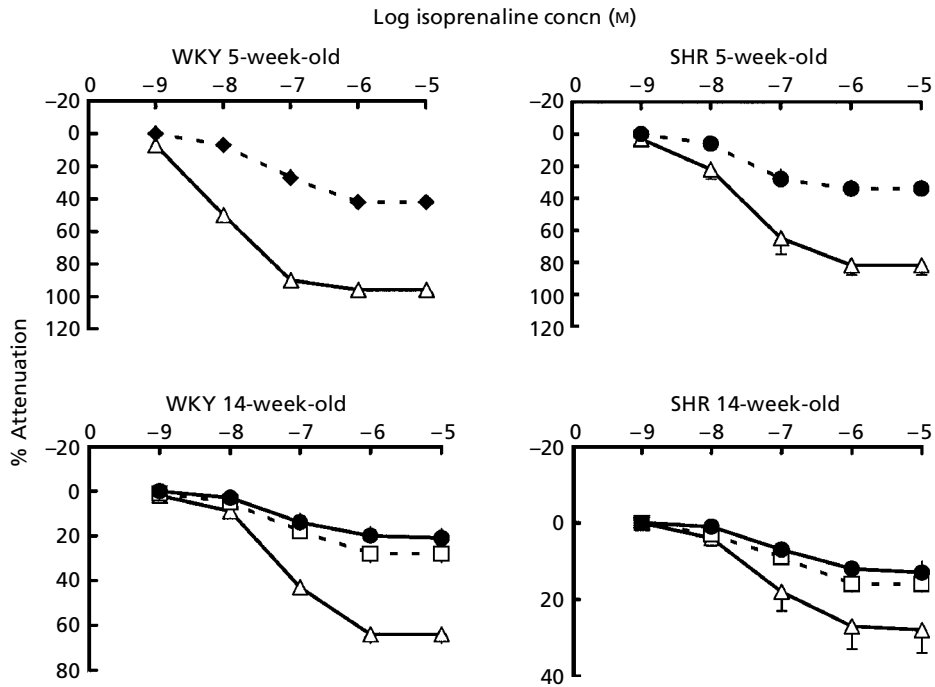 Log isoprenaline concn (M)
WKY 5-week-old
0 −9 −8 −7 −6 −5
−20
0
20
40
60
80
100
120
SHR 5-week-old
0 −9 −8 −7 −6 −5
−20
0
20
40
60
80
100
120
% Attenuation
WKY 14-week-old
0 −9 −8 −7 −6 −5
−20
0
20
40
60
80
SHR 14-week-old
0 −9 −8 −7 −6 −5
−20
0
20
40